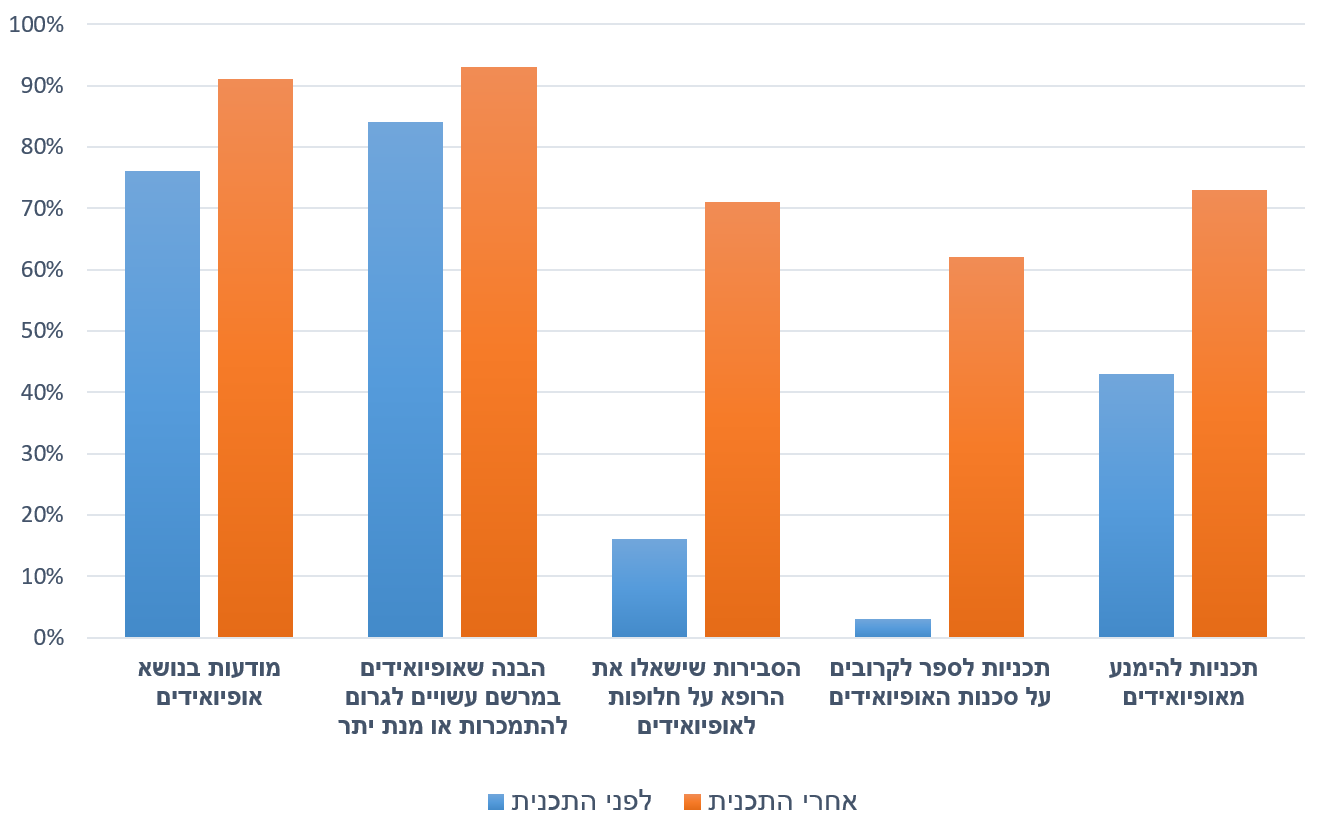 100%
90%
80%
70%
60%
50%
40%
30%
20%
10%
0%
מודעות בנושא
אופיואידים
הבנה שאופיואידים
במרשם עשויים לגרום
להתמכרות או מנת יתר
הסבירות שישאלו את
הרופא על חלופות
לאופיואידים
תכניות לספר לקרובים
על סכנות האופיואידים
תכניות להימנע
מאופיואידים
לפני התכנית
אחרי התכנית